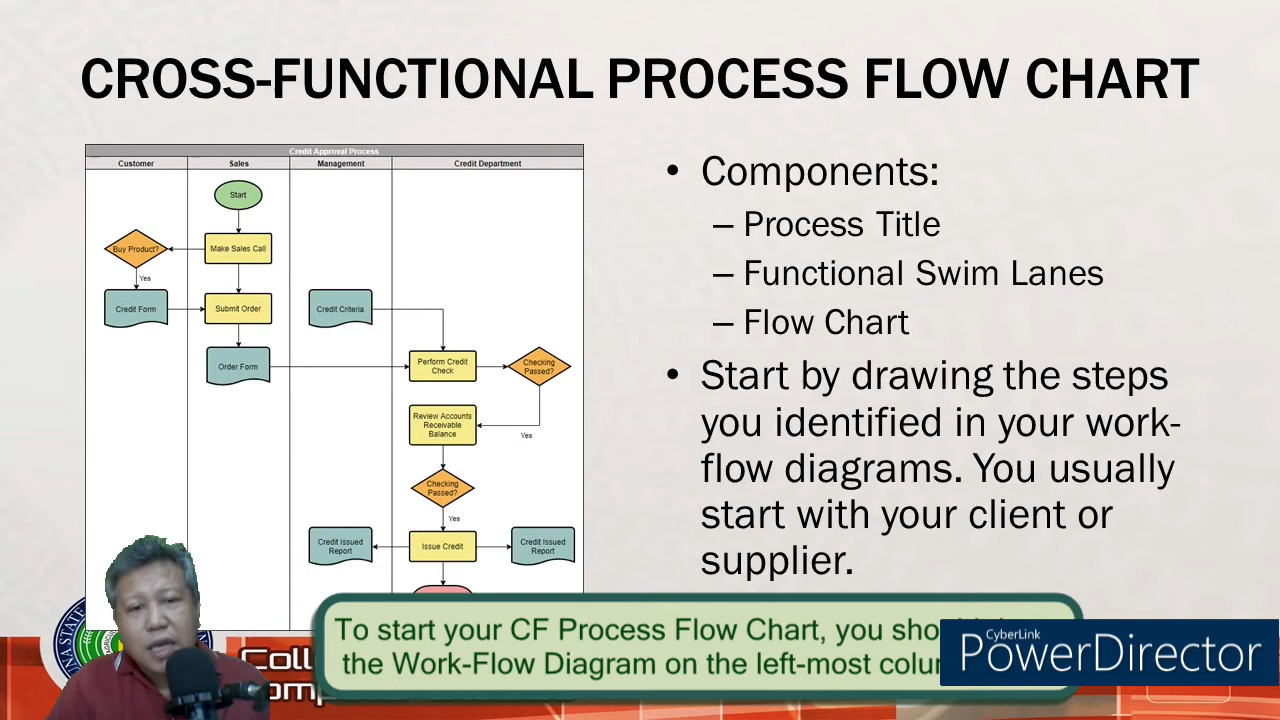 CROSS-FUNCTIONAL PROCESS FLOW CHART
Credit Approval Process
Customer
Sales
Management
Credit Department
Start
Buy Product?
Make Sales Call
Yes
Credit Form
Submit Order
Credit Criteria
Order Form
Perform Credit
Check
Checking
Passed?
Review Accounts
Receivable
Balance
Yes
Checking
Passed?
Yes
Credit Issued
Report
Issue Credit
Credit Issued
Report
• Components:
– Process Title
– Functional Swim Lanes
– Flow Chart
• Start by drawing the steps
you identified in your work-
flow diagrams. You usually
start with your client or
supplier.
To start your CF Process Flow Chart, you
the Work-Flow Diagram on the left-most
CyberLink
PowerDirector